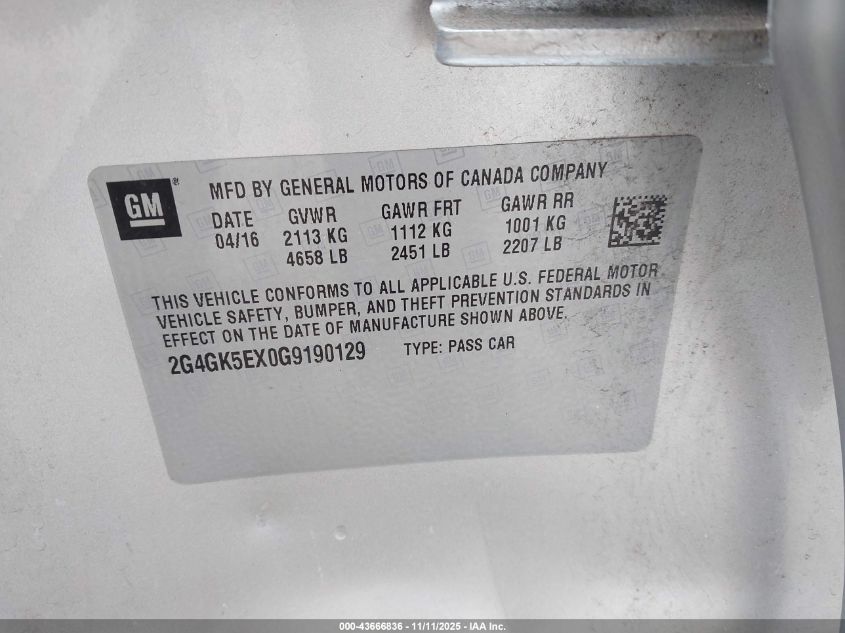 GM®
MFD BY GENERAL MOTORS OF CANADA COMPANY
DATE GVWR GAWR FRT GAWR RR
04/16 2113 KG 1112 KG 1001 KG
4658 LB 2451 LB 2207 LB
THIS VEHICLE CONFORMS TO ALL APPLICABLE U.S. FEDERAL MOTOR
VEHICLE SAFETY, BUMPER, AND THEFT PREVENTION STANDARDS IN
EFFECT ON THE DATE OF MANUFACTURE SHOWN ABOVE.
2G4GK5EX0G9190129 TYPE: PASS CAR
000-43666836 - 11/11/2025 - IAA Inc.